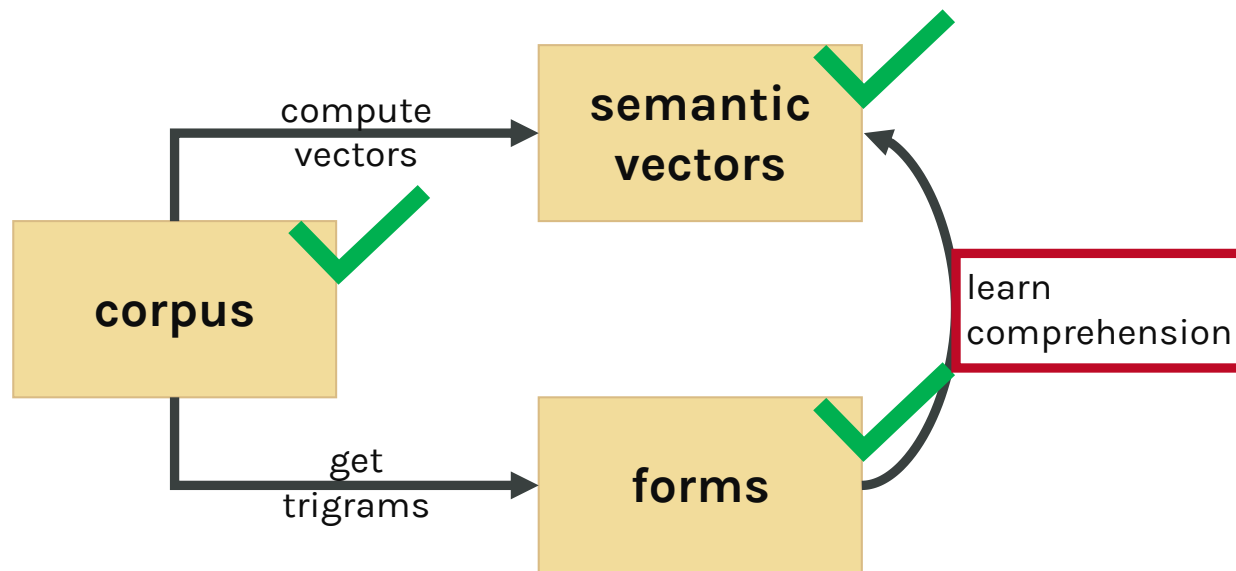 compute
vectors
semantic
vectors
corpus
learn
comprehension
get
trigrams
forms